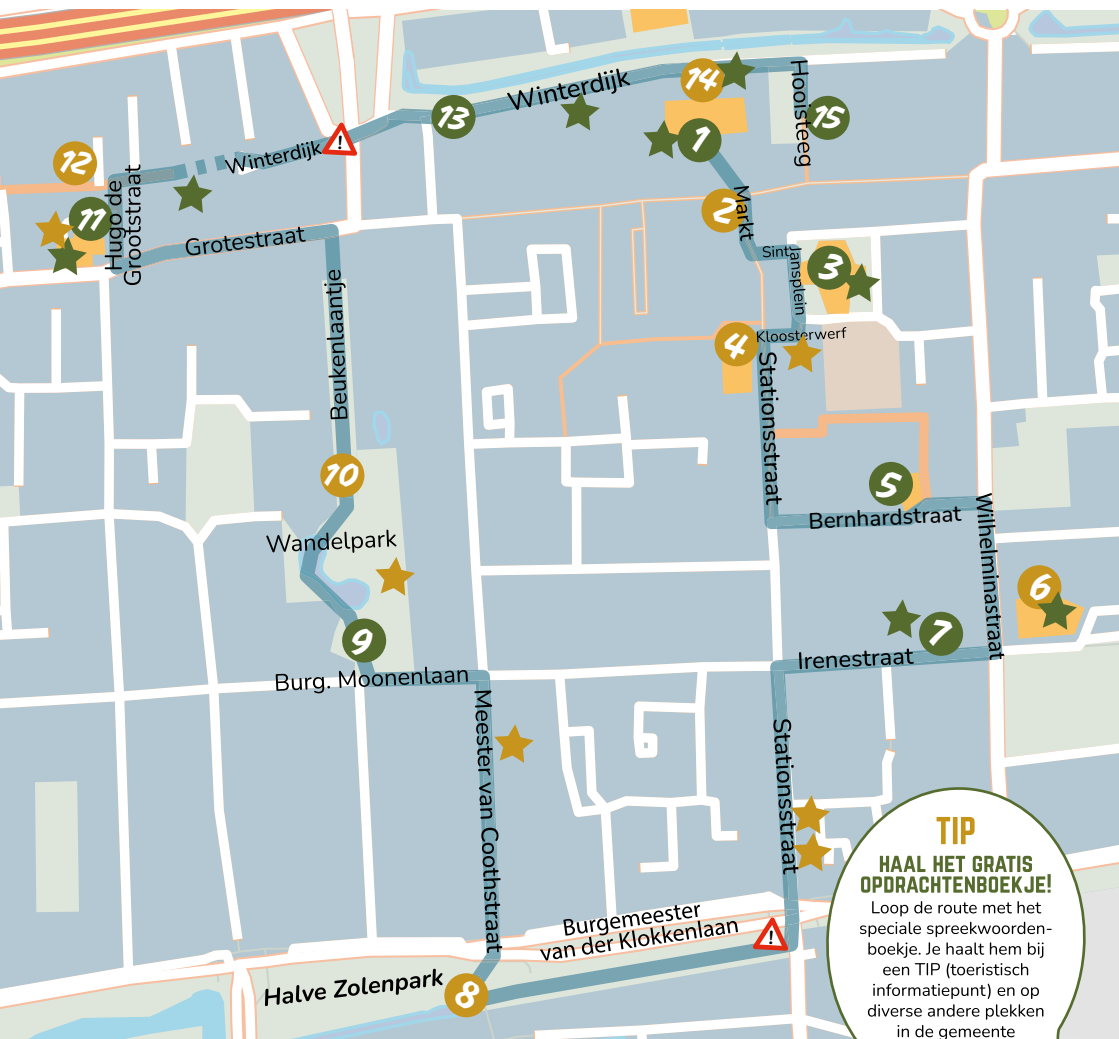 14
Winterdijk
Hooisteeg
13
15
1
!
Winterdijk
12
Hugo de
Grootstraat
11
2
Markt
Grotestraat
Sint
Jansplein
3
Beukenlaantje
4
Kloosterwerf
Stationsstraat
10
5
Bernhardstraat
Wilhelminastraat
Wandelpark
6
9
7
Irenestraat
Burg. Moonenlaan
Meester van Coothstraat
Stationsstraat
Burgemeester
van der Klokkenlaan
!
Halve Zolenpark
8
TIP
HAAL HET GRATIS
OPDRACHTENBOEKJE!
Loop de route met het
speciale spreekwoorden-
boekje. Je haalt hem bij
een TIP (toeristisch
informatiepunt) en op
diverse andere plekken
in de gemeente